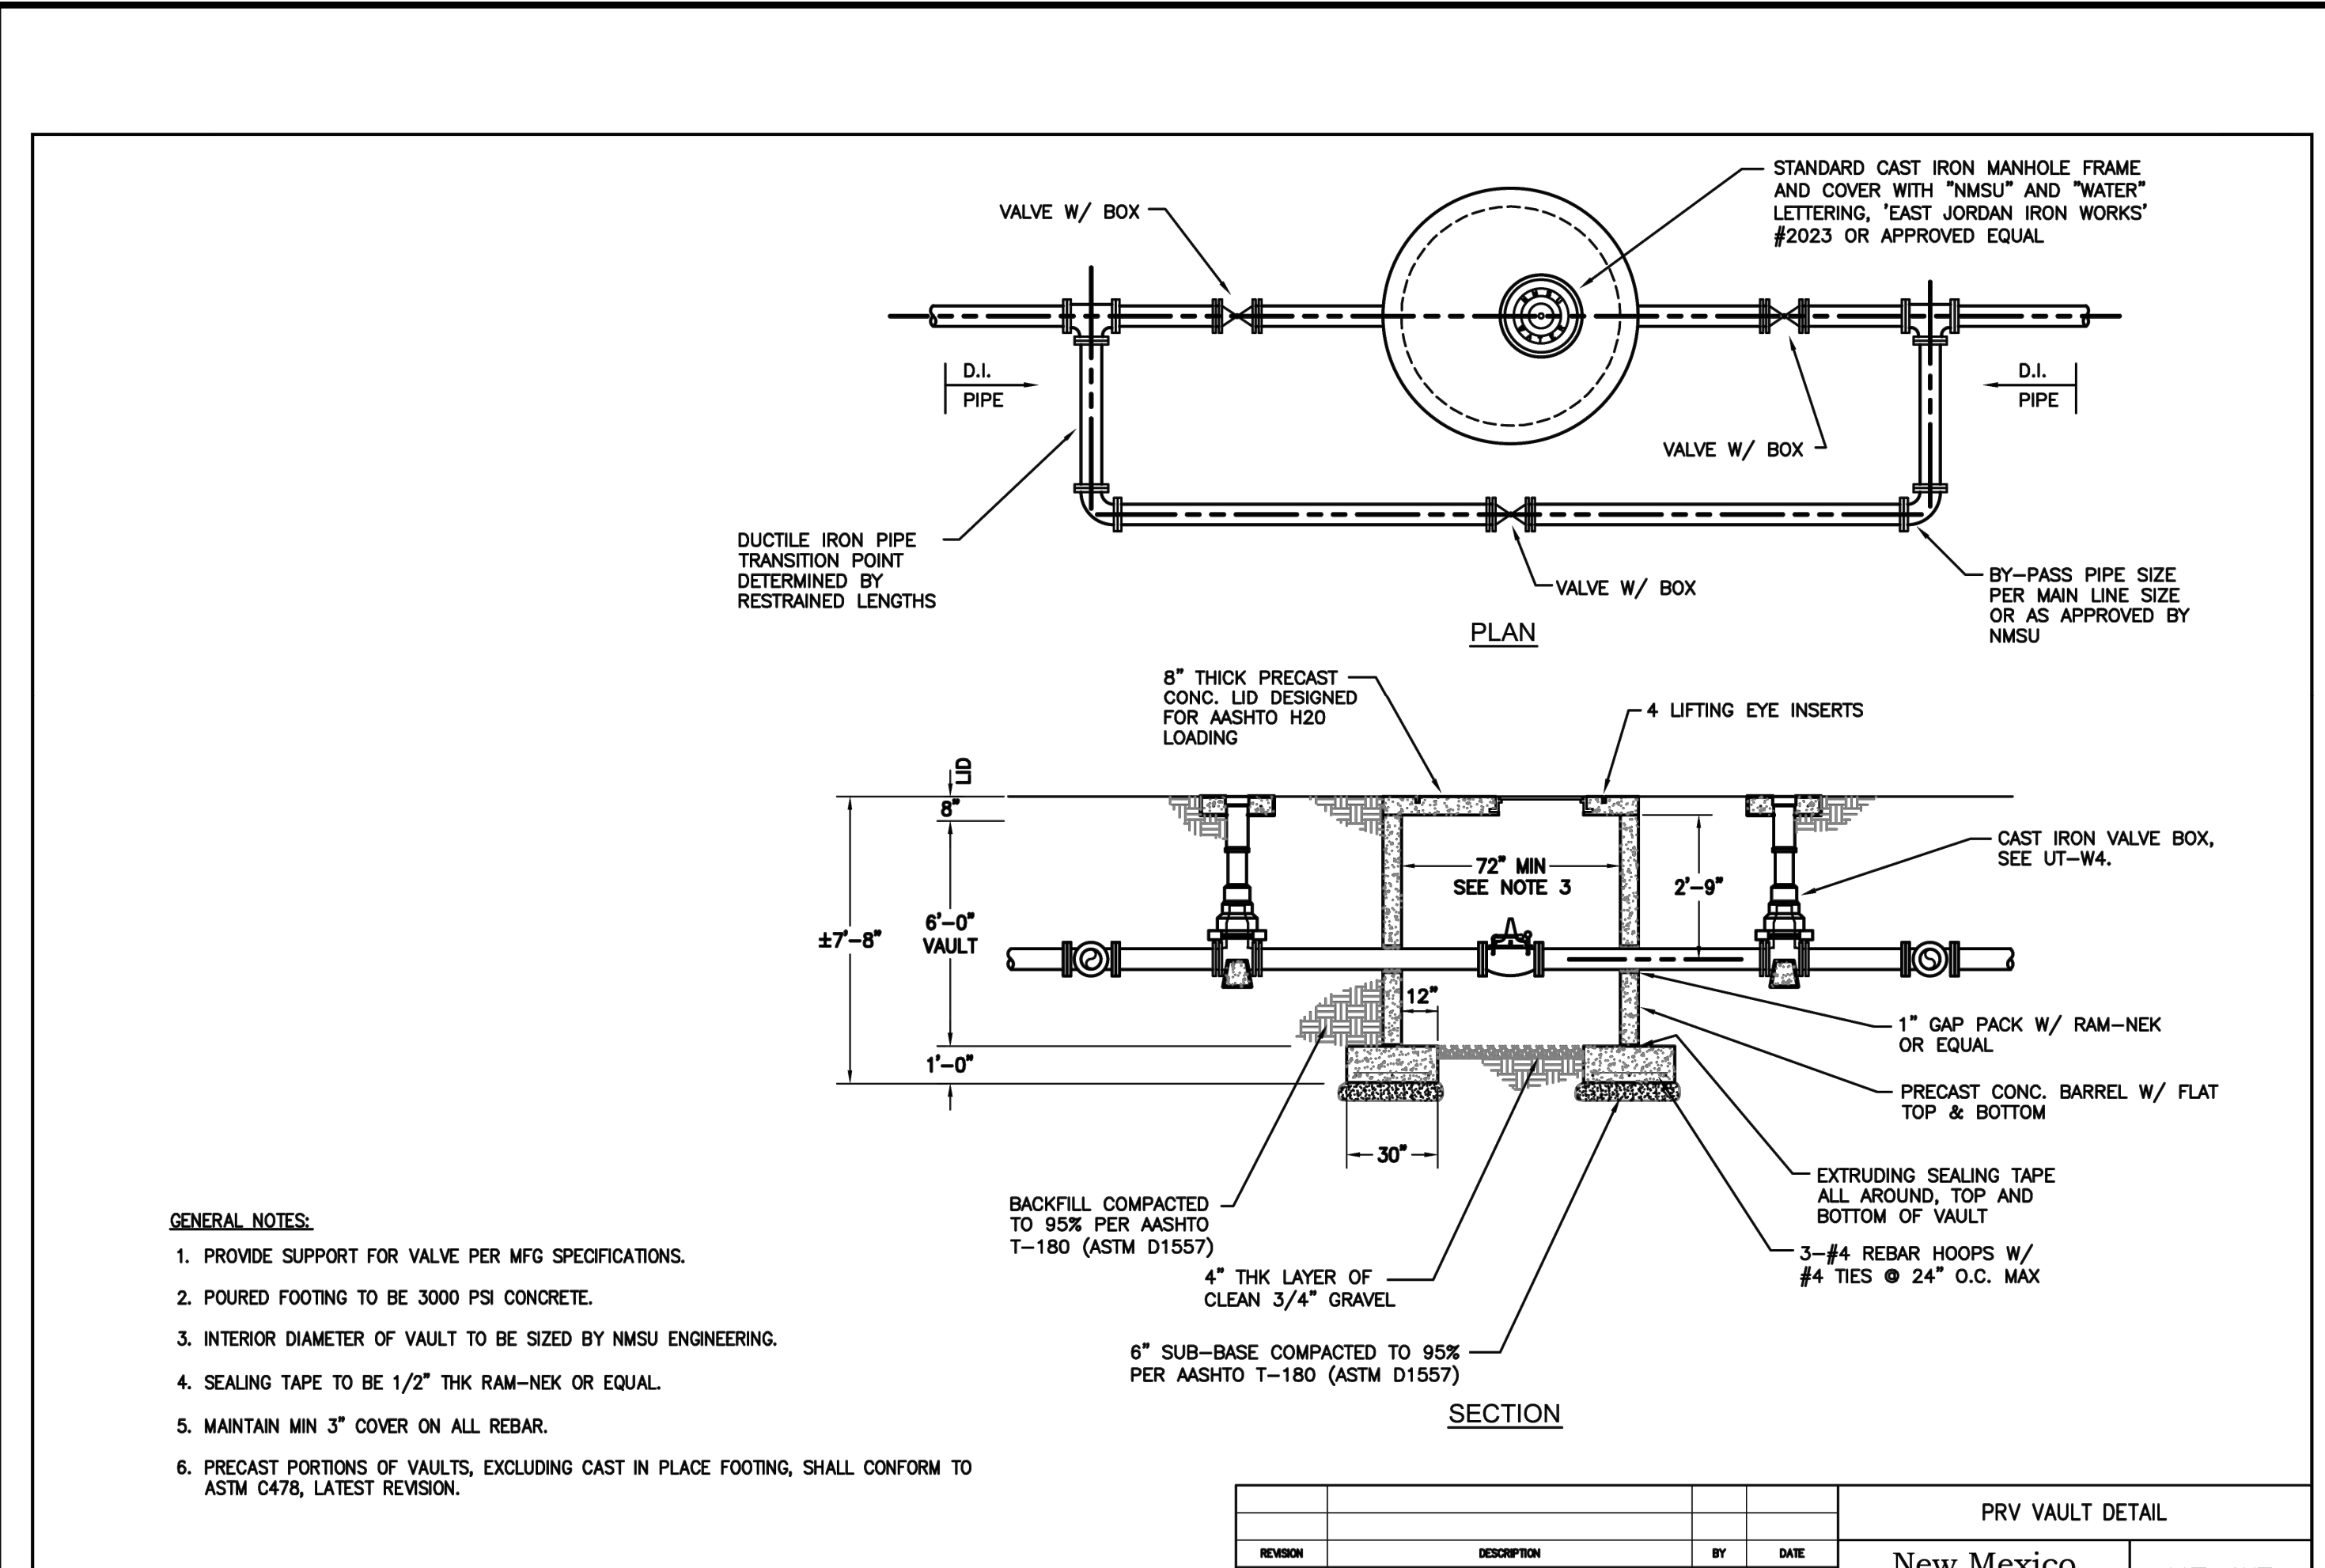 VALVE W/ BOX
STANDARD CAST IRON MANHOLE FRAME
AND COVER WITH "NMSU" AND "WATER"
LETTERING, 'EAST JORDAN IRON WORKS'
#2023 OR APPROVED EQUAL
D.I.
PIPE
D.I.
PIPE
VALVE W/ BOX
DUCTILE IRON PIPE
TRANSITION POINT
DETERMINED BY
RESTRAINED LENGTHS
VALVE W/ BOX
BY-PASS PIPE SIZE
PER MAIN LINE SIZE
OR AS APPROVED BY
NMSU
PLAN
8" THICK PRECAST
CONC. LID DESIGNED
FOR AASHTO H20
LOADING
4 LIFTING EYE INSERTS
LID
8"
72" MIN
SEE NOTE 3
2'-9"
CAST IRON VALVE BOX,
SEE UT-W4.
±7'-8"
6'-0"
VAULT
12"
1'-0"
1" GAP PACK W/ RAM-NEK
OR EQUAL
PRECAST CONC. BARREL W/ FLAT
TOP & BOTTOM
30"
EXTRUDING SEALING TAPE
ALL AROUND, TOP AND
BOTTOM OF VAULT
BACKFILL COMPACTED
TO 95% PER AASHTO
T-180 (ASTM D1557)
3-#4 REBAR HOOPS W/
#4 TIES @ 24" O.C. MAX
4" THK LAYER OF
CLEAN 3/4" GRAVEL
6" SUB-BASE COMPACTED TO 95%
PER AASHTO T-180 (ASTM D1557)
SECTION
GENERAL NOTES:
1. PROVIDE SUPPORT FOR VALVE PER MFG SPECIFICATIONS.
2. POURED FOOTING TO BE 3000 PSI CONCRETE.
3. INTERIOR DIAMETER OF VAULT TO BE SIZED BY NMSU ENGINEERING.
4. SEALING TAPE TO BE 1/2" THK RAM-NEK OR EQUAL.
5. MAINTAIN MIN 3" COVER ON ALL REBAR.
6. PRECAST PORTIONS OF VAULTS, EXCLUDING CAST IN PLACE FOOTING, SHALL CONFORM TO
ASTM C478, LATEST REVISION.
PRV VAULT DETAIL
REVISION DESCRIPTION BY DATE
New Mexico